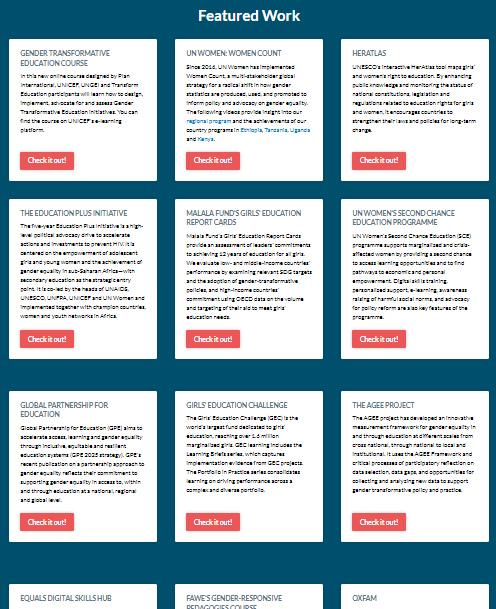 Featured Work
GENDER TRANSFORMATIVE
EDUCATION COURSE
In this new online course designed by Plan
International, UNICEF, UNGEI and Transform
Education participants will learn how to design,
implement, advocate for and assess Gender
Transformative Education initiatives. You can
find the course on UNICEF's e-learning
platform.
Check it out!
UN WOMEN: WOMEN COUNT
Since 2016, UN Women has implemented
Women Count, a multi-stakeholder global
strategy for a radical shift in how gender
statistics are produced, used, and promoted to
inform policy and advocacy on gender equality.
The following videos provide insight into our
regional program and the achievements of our
country programs in Ethiopia, Tanzania, Uganda
and Kenya.
Check it out!
HERATLAS
UNESCO's interactive HerAtlas tool maps girls'
and women's right to education. By enhancing
public knowledge and monitoring the status of
national constitutions, legislation and
regulations related to education rights for girls
and women, it encourages countries to
strengthen their laws and policies for long-term
change.
Check it out!
THE EDUCATION PLUS INITIATIVE
The five-year Education Plus Initiative is a high-
level political advocacy drive to accelerate
actions and investments to prevent HIV. It is
centered on the empowerment of adolescent
girls and young women and the achievement of
gender equality in sub-Saharan Africa—with
secondary education as the strategic entry
point. It is co-led by the heads of UNAIDS,
UNESCO, UNFPA, UNICEF and UN Women and
implemented together with champion countries,
women and youth networks in Africa.
Check it out!
MALALA FUND'S GIRLS' EDUCATION
REPORT CARDS
Malala Fund's Girls' Education Report Cards
provide an assessment of leaders' commitments
to achieving 12 years of education for all girls.
We evaluate low- and middle-income countries'
performance by examining relevant SDG targets
and the adoption of gender-transformative
policies, and high-income countries'
commitment using OECD data on the volume
and targeting of their aid to meet girls'
education needs.
Check it out!
UN WOMEN'S SECOND CHANCE
EDUCATION PROGRAMME
UN Women's Second Chance Education (SCE)
programme supports marginalized and crisis-
affected women by providing a second chance
to access learning opportunities and to find
pathways to economic and personal
empowerment. Digital skills training,
personalized support, e-learning, awareness
raising of harmful social norms, and advocacy
for policy reform are also key features of the
programme.
Check it out!
GLOBAL PARTNERSHIP FOR
EDUCATION
Global Partnership for Education (GPE) aims to
accelerate access, learning and gender equality
through inclusive, equitable and resilient
education systems (GPE 2025 strategy). GPE's
recent publication on a partnership approach to
gender equality reflects their commitment to
supporting gender equality in access to, within
and through education at a national, regional
and global level.
Check it out!
GIRLS' EDUCATION CHALLENGE
The Girls' Education Challenge (GEC) is the
world's largest fund dedicated to girls'
education, reaching over 1.6 million
marginalised girls. GEC learning includes the
Learning Briefs series, which captures
implementation evidence from GEC projects.
The Portfolio in Practice series consolidates
learning on driving performance across a
complex and diverse portfolio.
Check it out!
THE AGEE PROJECT
The AGEE project has developed an innovative
measurement framework for gender equality in
and through education at different scales from
cross national, through national to local and
institutional. It uses the AGEE Framework and
critical processes of participatory reflection on
data selection, data gaps, and opportunities for
collecting and analyzing new data to support
gender transformative policy and practice.
Check it out!
EQUALS DIGITAL SKILLS HUB
FAWE'S GENDER-RESPONSIVE
PEDAGOGIES COURSE
OXFAM